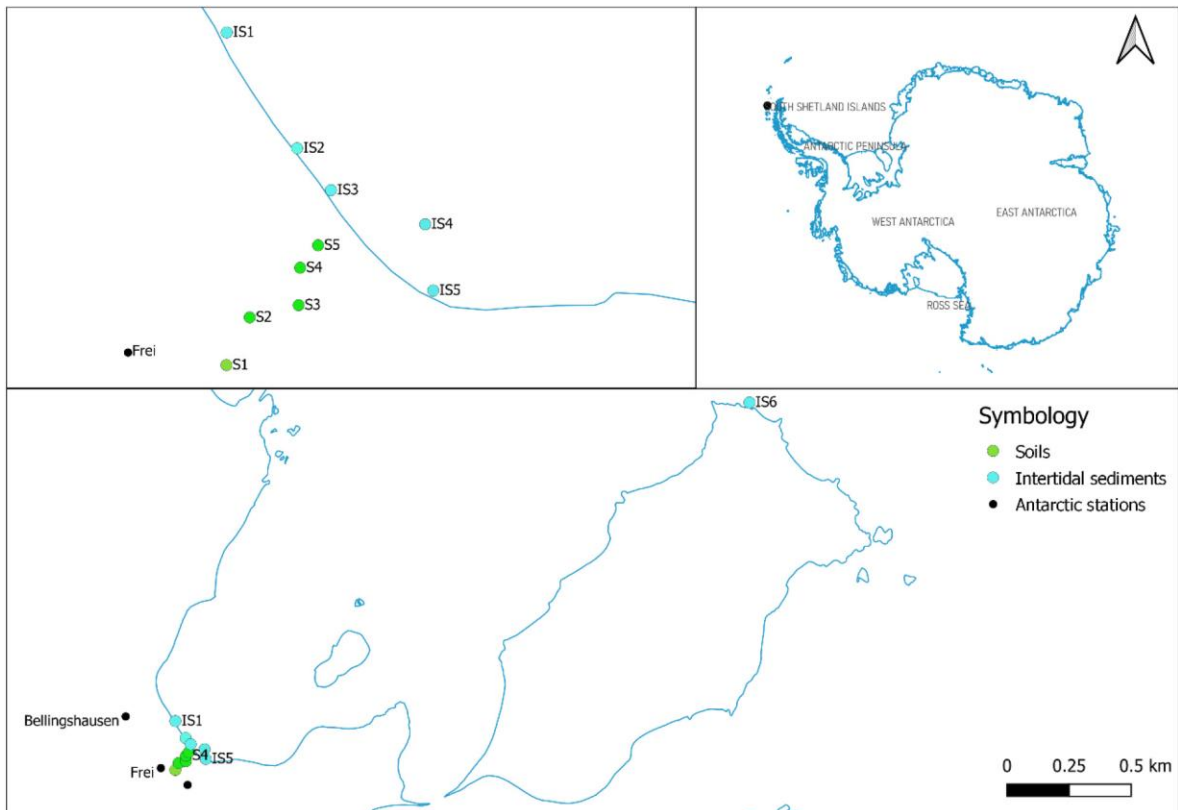 IS1
IS2
IS3
IS4
S5
S4
IS5
S3
S2
Frei
S1
OUTH SHETLAND ISLANDS
ANTARCTIC PENINSULA
WEST ANTARCTICA
EAST ANTARCTICA
ROSS SEA
IS6
Symbology
Soils
Intertidal sediments
Antarctic stations
Bellingshausen
IS1
S4
IS5
Frei
0 0.25 0.5 km